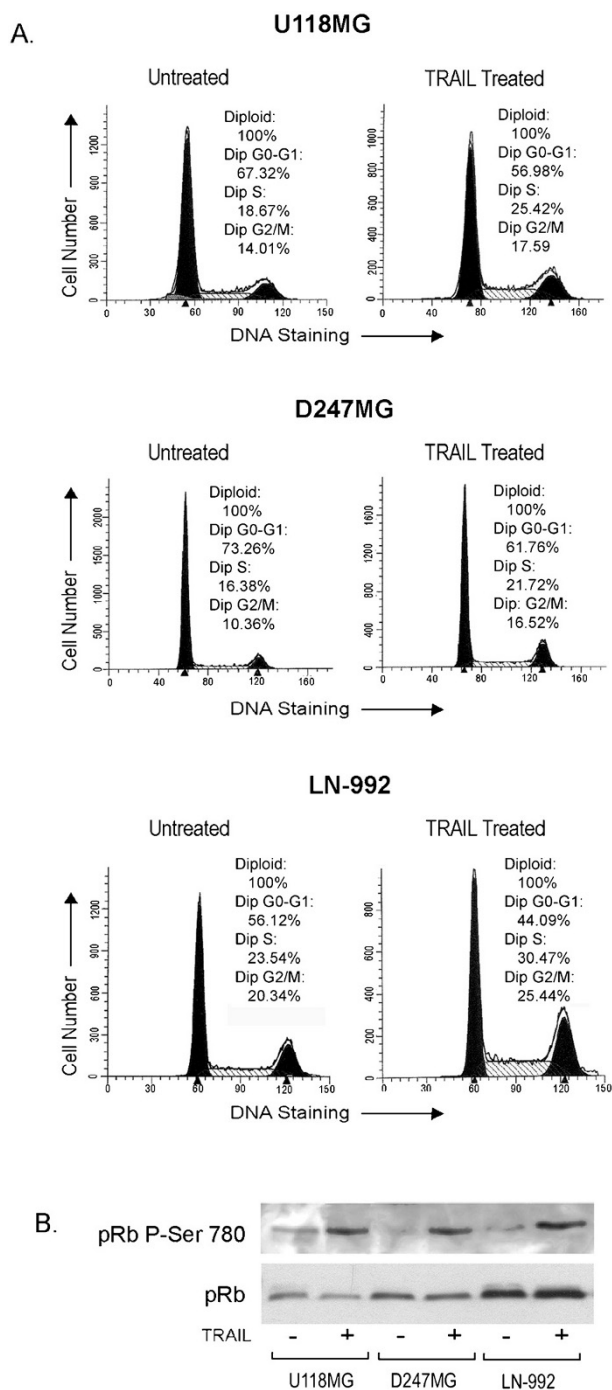 A.
U118MG
Untreated
TRAIL Treated
Diploid:
100%
Dip G0-G1:
67.32%
Dip S:
18.67%
Dip G2/M:
14.01%
Cell Number
0 300 600 900 1200
0 30 60 90 120 150
Diploid:
100%
Dip G0-G1:
56.98%
Dip S:
25.42%
Dip G2/M
17.59
0 200 400 600 800 1000
0 40 80 120 160
DNA Staining
D247MG
Untreated
TRAIL Treated
Diploid:
100%
Dip G0-G1:
73.26%
Dip S:
16.38%
Dip G2/M:
10.36%
Cell Number
0 500 1000 1500 2000
0 40 80 120 160
Diploid:
100%
Dip G0-G1:
61.76%
Dip S:
21.72%
Dip: G2/M:
16.52%
0 400 800 1200 1600
0 40 80 120 160
DNA Staining
LN-992
Untreated
TRAIL Treated
Diploid:
100%
Dip G0-G1:
56.12%
Dip S:
23.54%
Dip G2/M:
20.34%
Cell Number
0 300 600 900 1200
0 30 60 90 120 150
Diploid:
100%
Dip G0-G1:
44.09%
Dip S:
30.47%
Dip G2/M:
25.44%
0 200 400 600 800
0 30 60 90 120 150
DNA Staining
B.
pRb P-Ser 780
pRb
TRAIL - + - + - +
U118MG D247MG LN-992